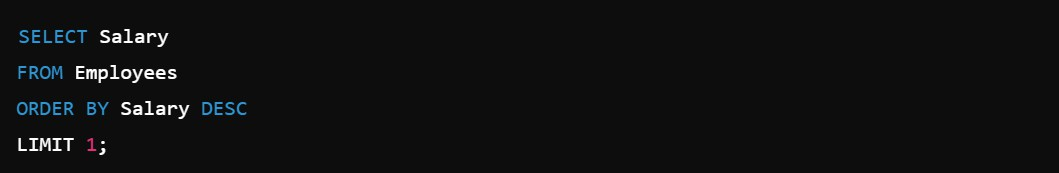 SELECT Salary
FROM Employees
ORDER BY Salary DESC
LIMIT 1;